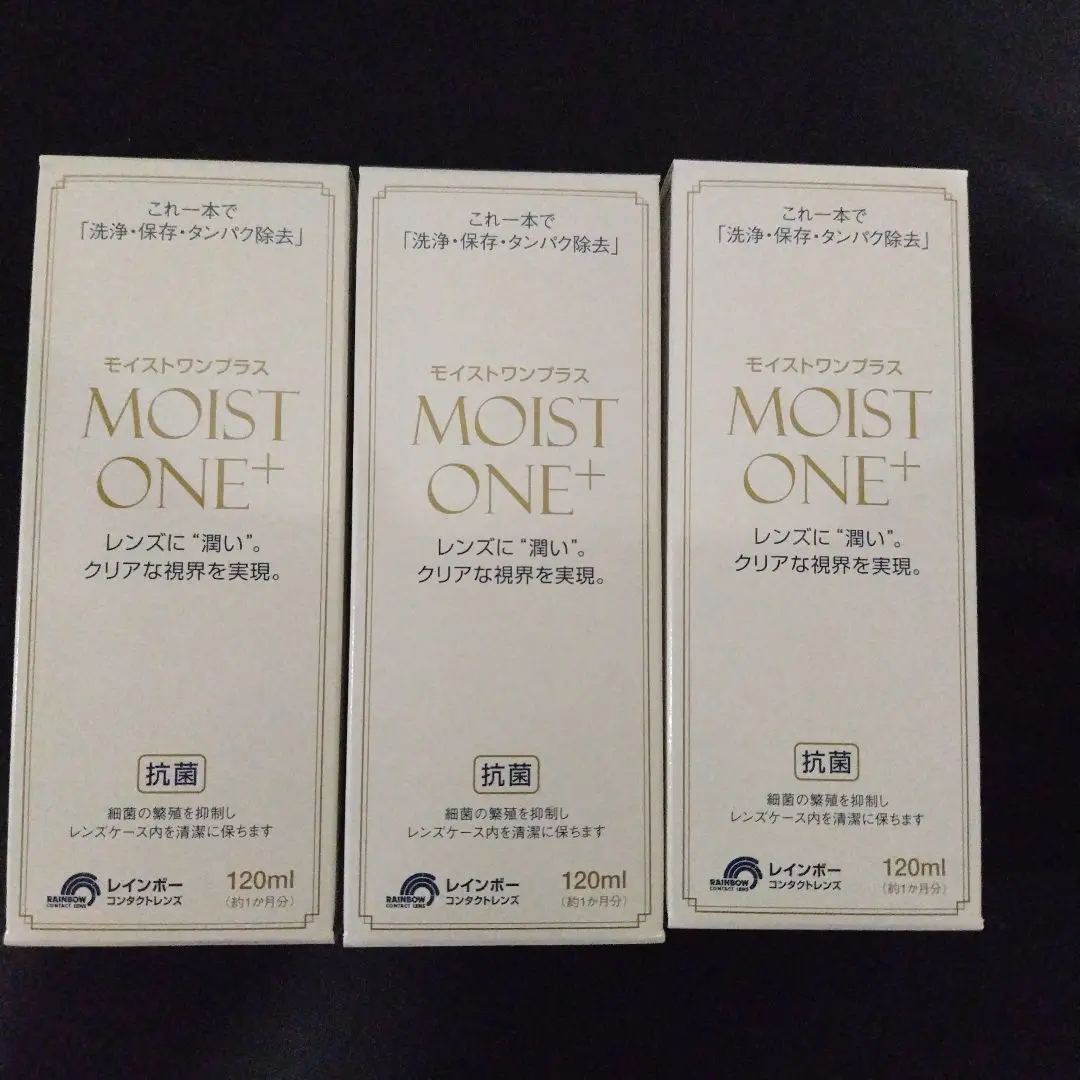 これ一本で
「洗浄・保存・タンパク除去」
モイストワンプラス
MOIST
ONE+
レンズに“潤い”。
クリアな視界を実現。
抗菌
細菌の繁殖を抑制し
レンズケース内を清潔に保ちます
RAINBOW
CONTACT LENS
レインボー
コンタクトレンズ
120ml
(約1か月分)
これ一本で
「洗浄・保存・タンパク除去」
モイストワンプラス
MOIST
ONE+
レンズに“潤い”。
クリアな視界を実現。
抗菌
細菌の繁殖を抑制し
レンズケース内を清潔に保ちます
RAINBOW
CONTACT LENS
レインボー
コンタクトレンズ
120ml
(約1か月分)
これ一本で
「洗浄・保存・タンパク除去」
モイストワンプラス
MOIST
ONE+
レンズに“潤い”。
クリアな視界を実現。
抗菌
細菌の繁殖を抑制し
レンズケース内を清潔に保ちます
RAINBOW
CONTACT LENS
レインボー
コンタクトレンズ
120ml
(約1か月分)